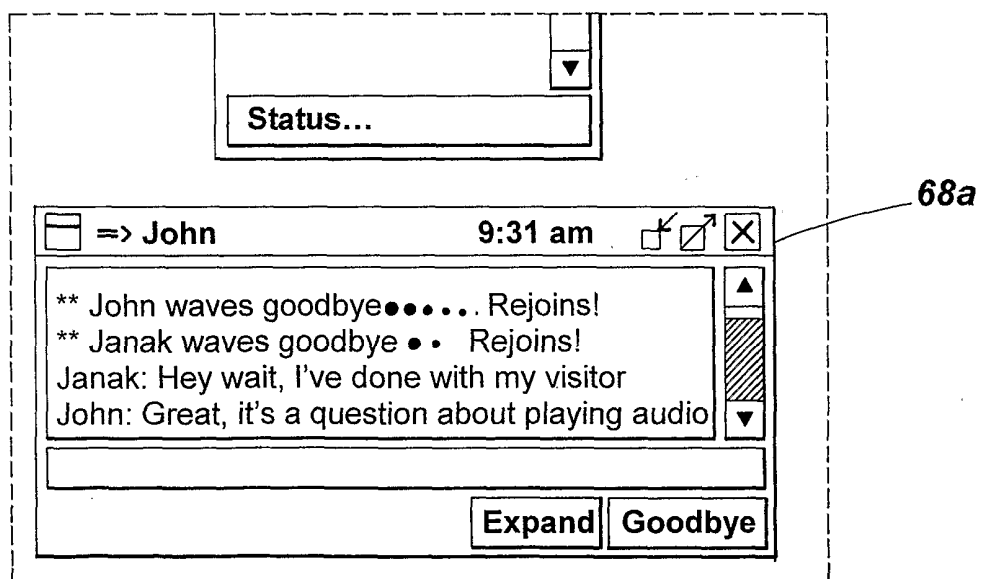 Status...
68a
=> John 9:31 am
** John waves goodbye●●●●•. Rejoins!
** Janak waves goodbye ● • Rejoins!
Janak: Hey wait, I've done with my visitor
John: Great, it's a question about playing audio
Expand Goodbye